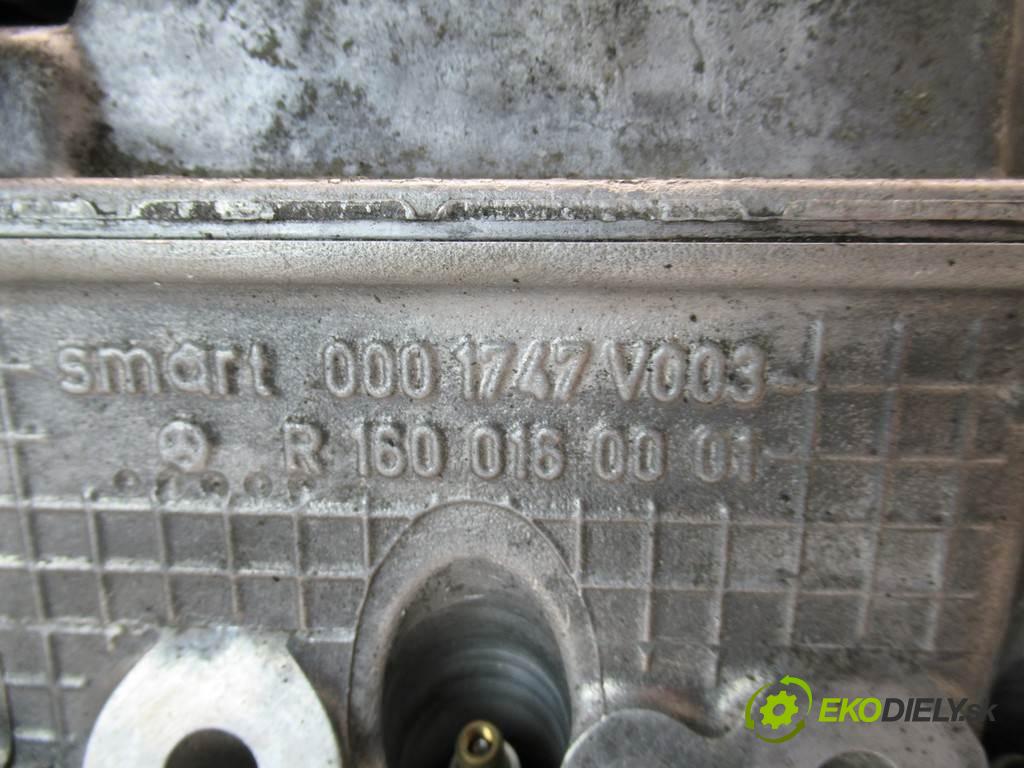 smart 000 1747 V003
R 160 016 00 01
EKODIELY.sk